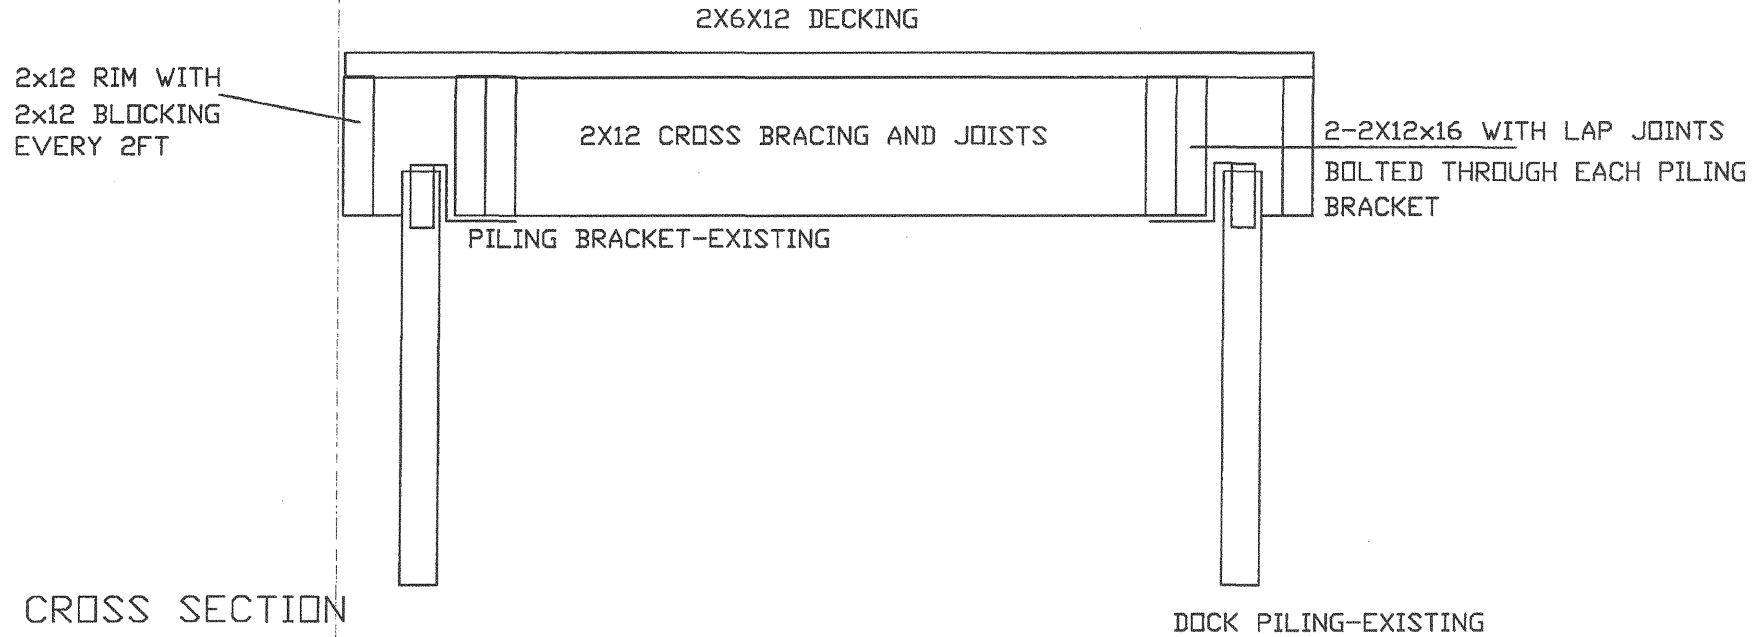 2X6X12 DECKING
2x12 RIM WITH
2x12 BLOCKING
EVERY 2FT
2X12 CROSS BRACING AND JOISTS
2-2X12x16 WITH LAP JOINTS
BOLTED THROUGH EACH PILING
BRACKET
PILING BRACKET-EXISTING
CROSS SECTION
DOCK PILING-EXISTING